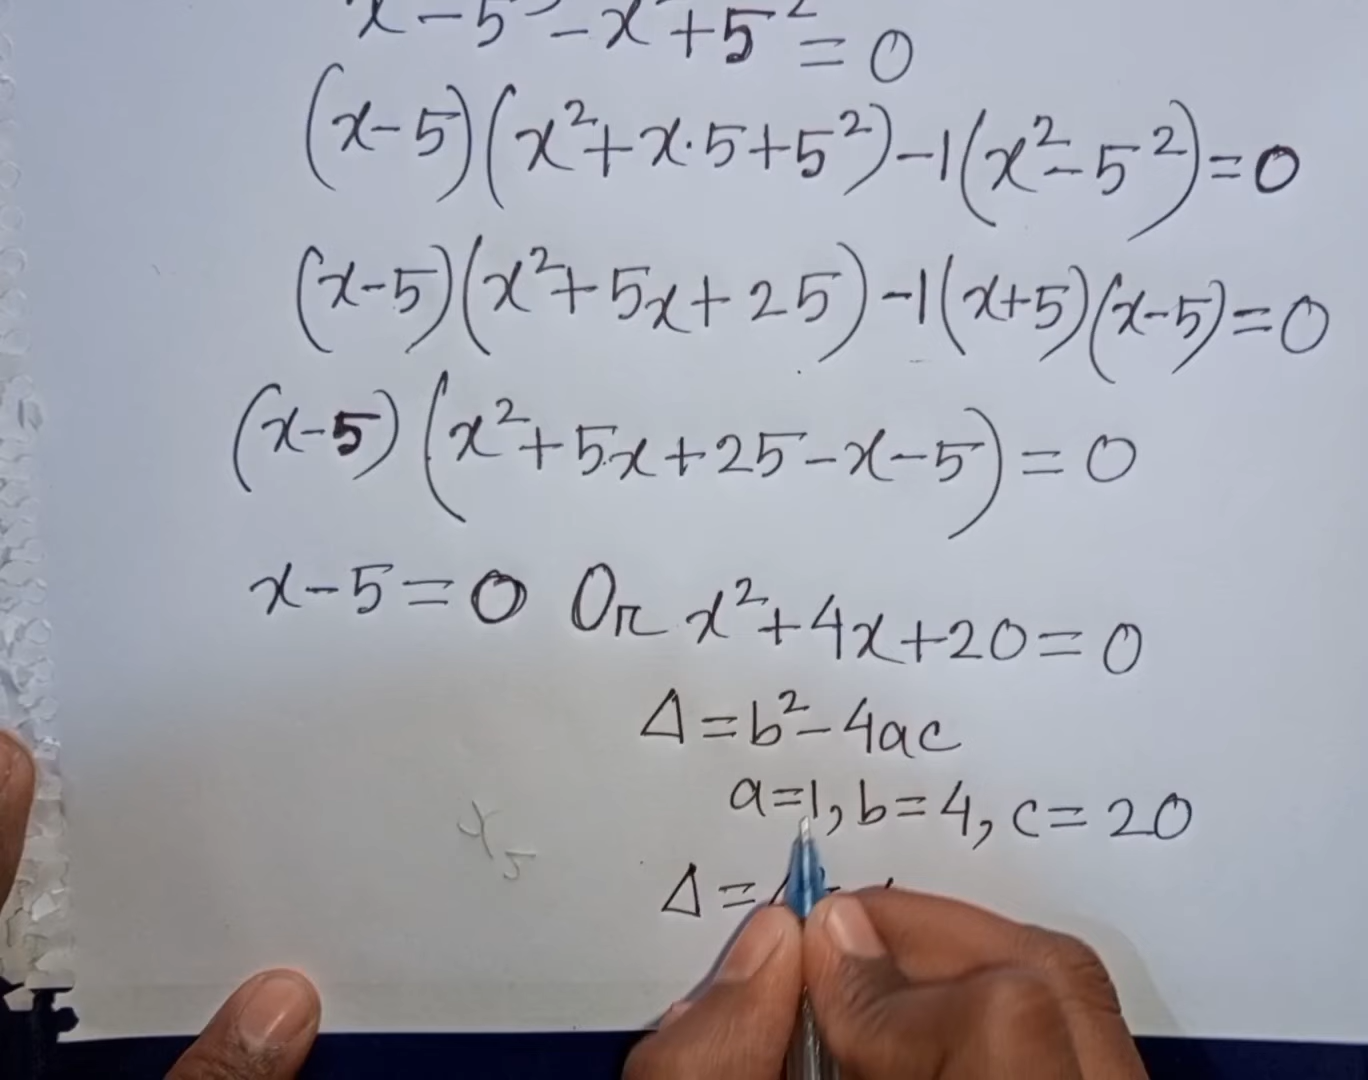 x-5³-x²+5²=0
(x-5)(x²+x·5+5²)-1(x²-5²)=0
(x-5)(x²+5x+25)-1(x+5)(x-5)=0
(x-5)(x²+5x+25-x-5)=0
x-5=0 Or x²+4x+20=0
Δ=b²-4ac
a=1, b=4, c=20
Δ=